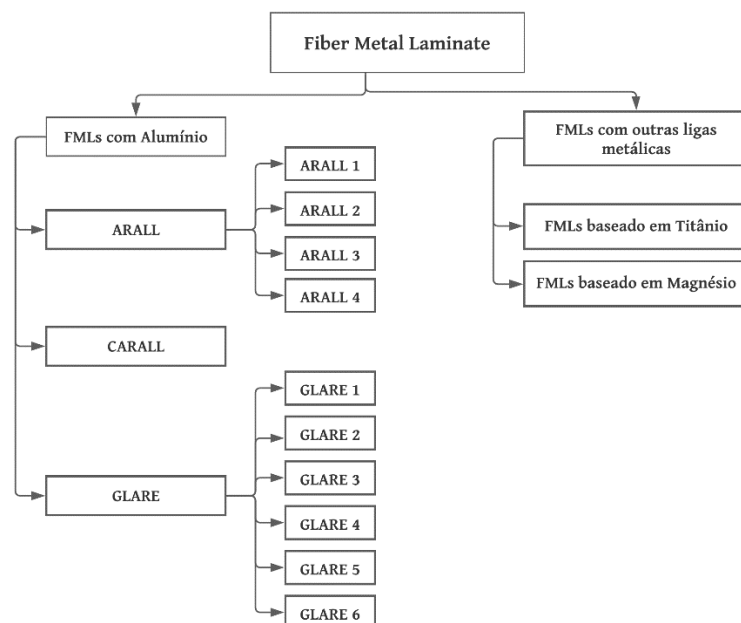 Fiber Metal Laminate
FMLs com Alumínio
FMLs com outras ligas
metálicas
ARALL
ARALL 1
ARALL 2
ARALL 3
ARALL 4
CARALL
GLARE
GLARE 1
GLARE 2
GLARE 3
GLARE 4
GLARE 5
GLARE 6
FMLs baseado em Titânio
FMLs baseado em Magnésio